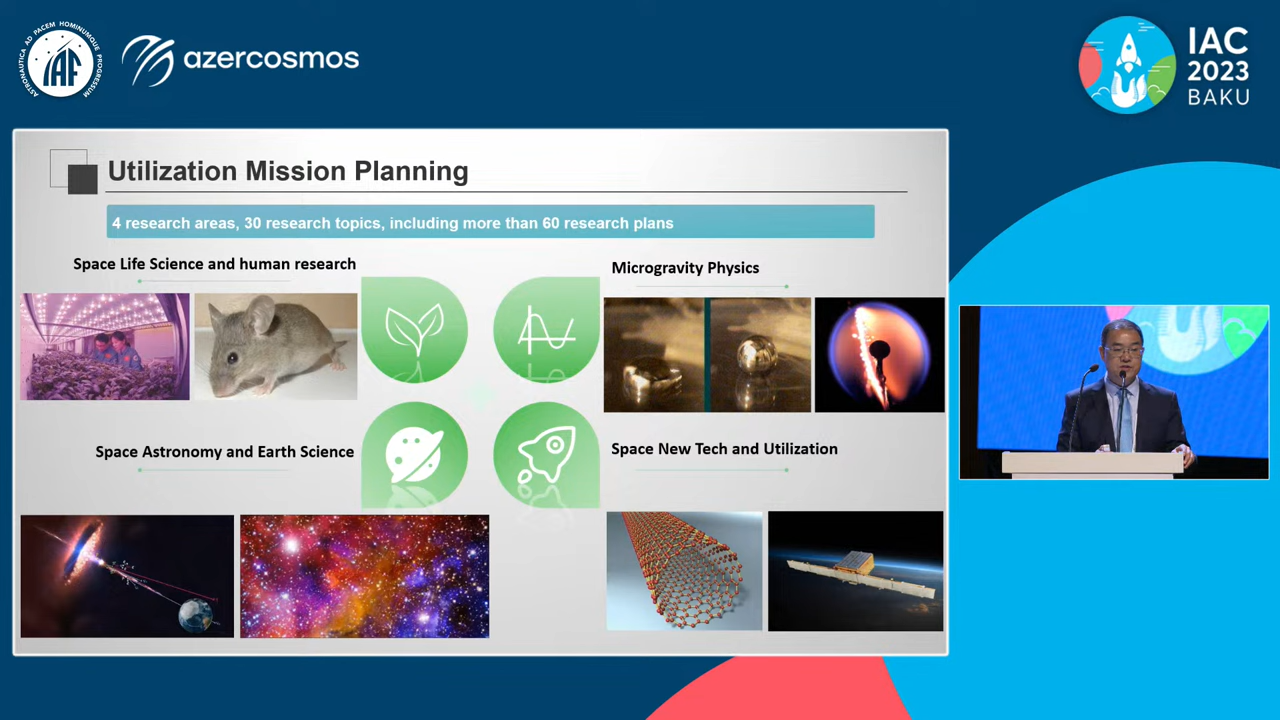 ASTRONAUTICA AD PACEM HOMINUMQUE PROGRESSUM
IAF
azercosmos
IAC
2023
BAKU
Utilization Mission Planning
4 research areas, 30 research topics, including more than 60 research plans
Space Life Science and human research
Microgravity Physics
Space Astronomy and Earth Science
Space New Tech and Utilization